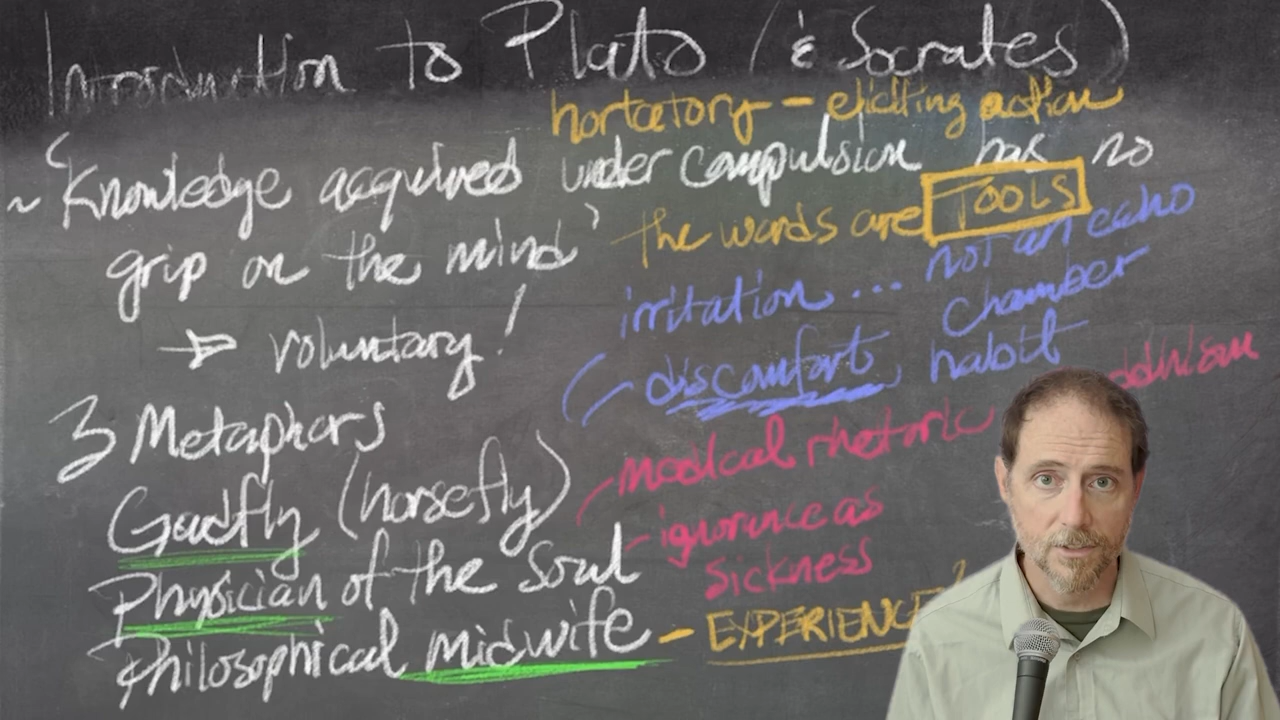 Introduction to Plato (& Socrates)
hortatory - eliciting action
~ 'Knowledge acquired under compulsion has no
grip on the mind'
the words are TOOLS
→ voluntary!
irritation ... not an echo
chamber
discomfort, habit
3 Metaphors
Gadfly (horsefly)
medical rhetoric
- ignorance as
sickness
Physician of the Soul
Philosophical midwife - EXPERIENCE